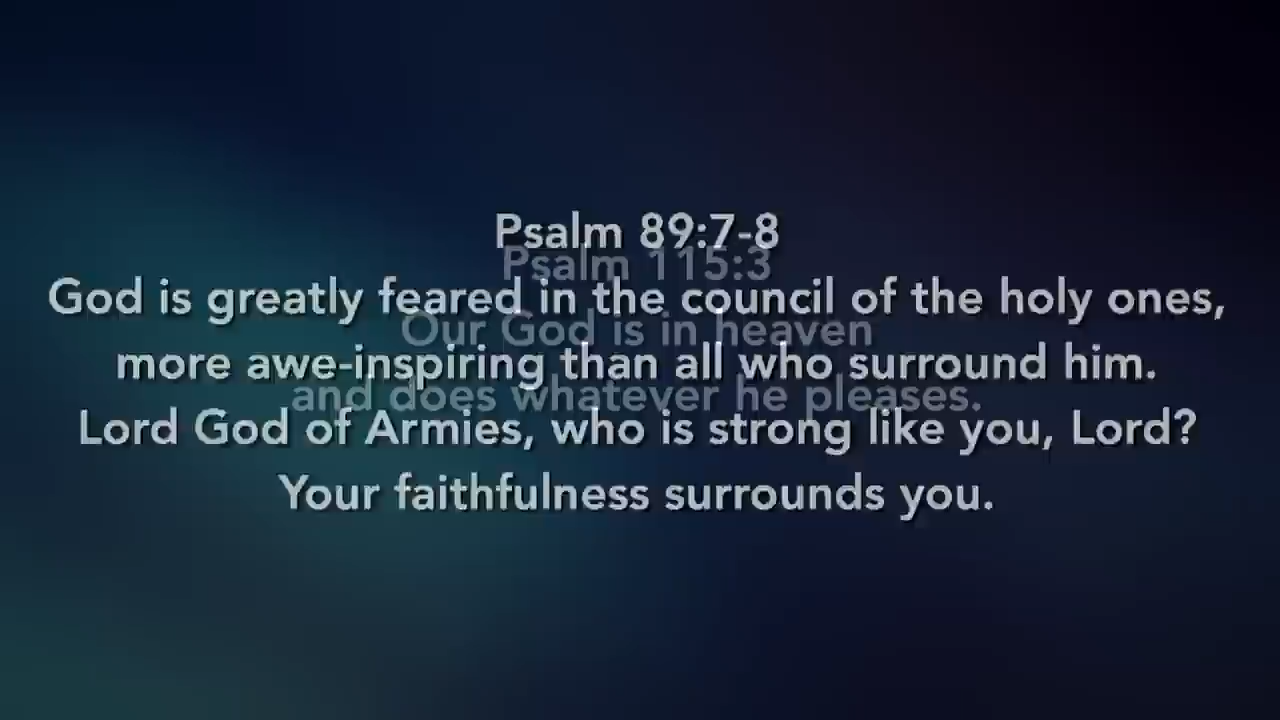 Psalm 89:7-8
Psalm 115:3
God is greatly feared in the council of the holy ones,
Our God is in heaven
more awe-inspiring than all who surround him.
and does whatever he pleases.
Lord God of Armies, who is strong like you, Lord?
Your faithfulness surrounds you.